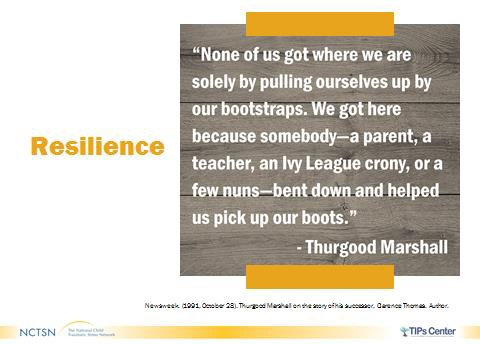 Resilience
“None of us got where we are
solely by pulling ourselves up by
our bootstraps. We got here
because somebody—a parent, a
teacher, an Ivy League crony, or a
few nuns—bent down and helped
us pick up our boots.”
- Thurgood Marshall
Newsweek. (1991, October 28). Thurgood Marshall on the story of his successor, Clarence Thomas. Author.
NCTSN
The National Child
Traumatic Stress Network
TIPs Center